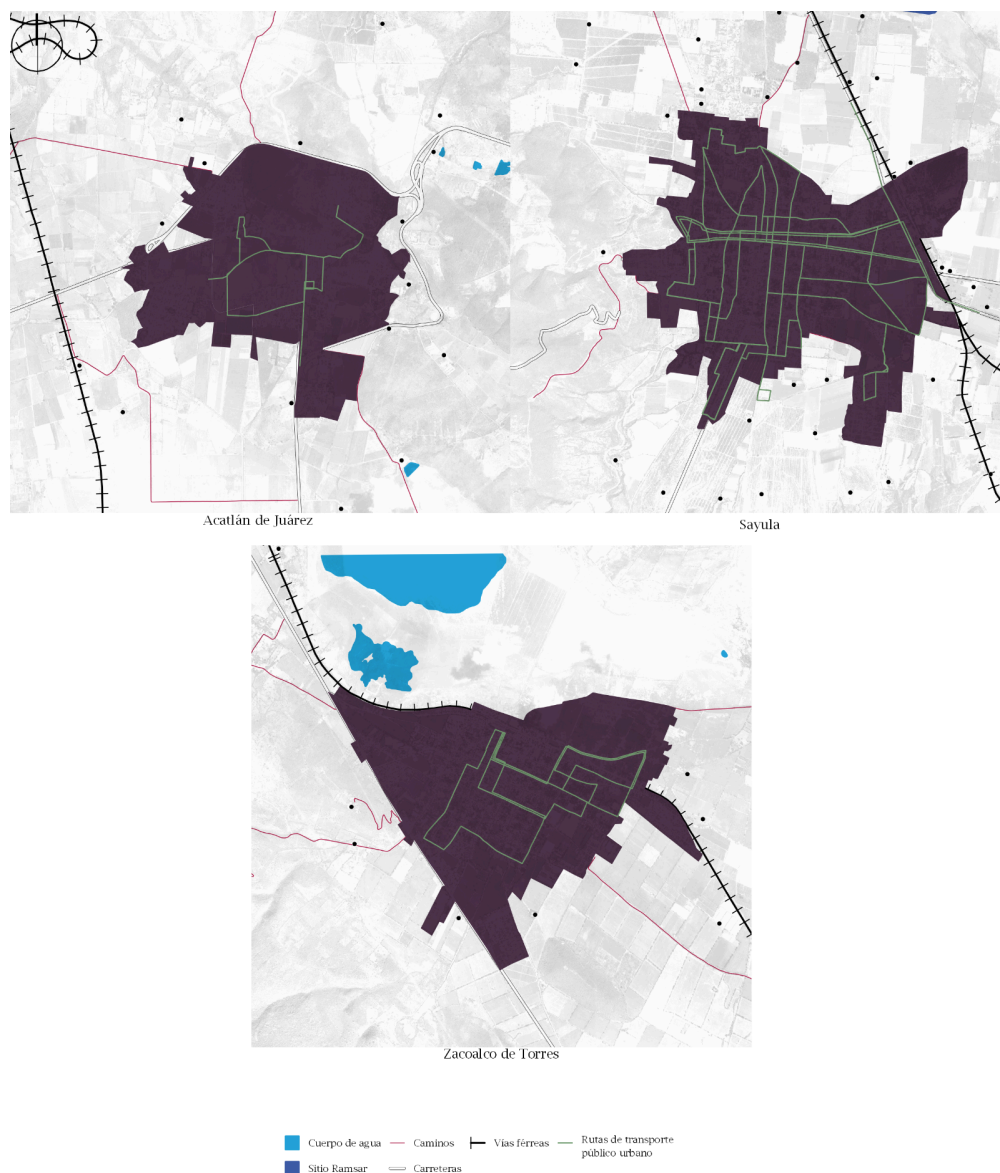 Acatlán de Juárez
Sayula
Zacoalco de Torres
Cuerpo de agua
Caminos
Vías férreas
Rutas de transporte
público urbano
Sitio Ramsar
Carreteras